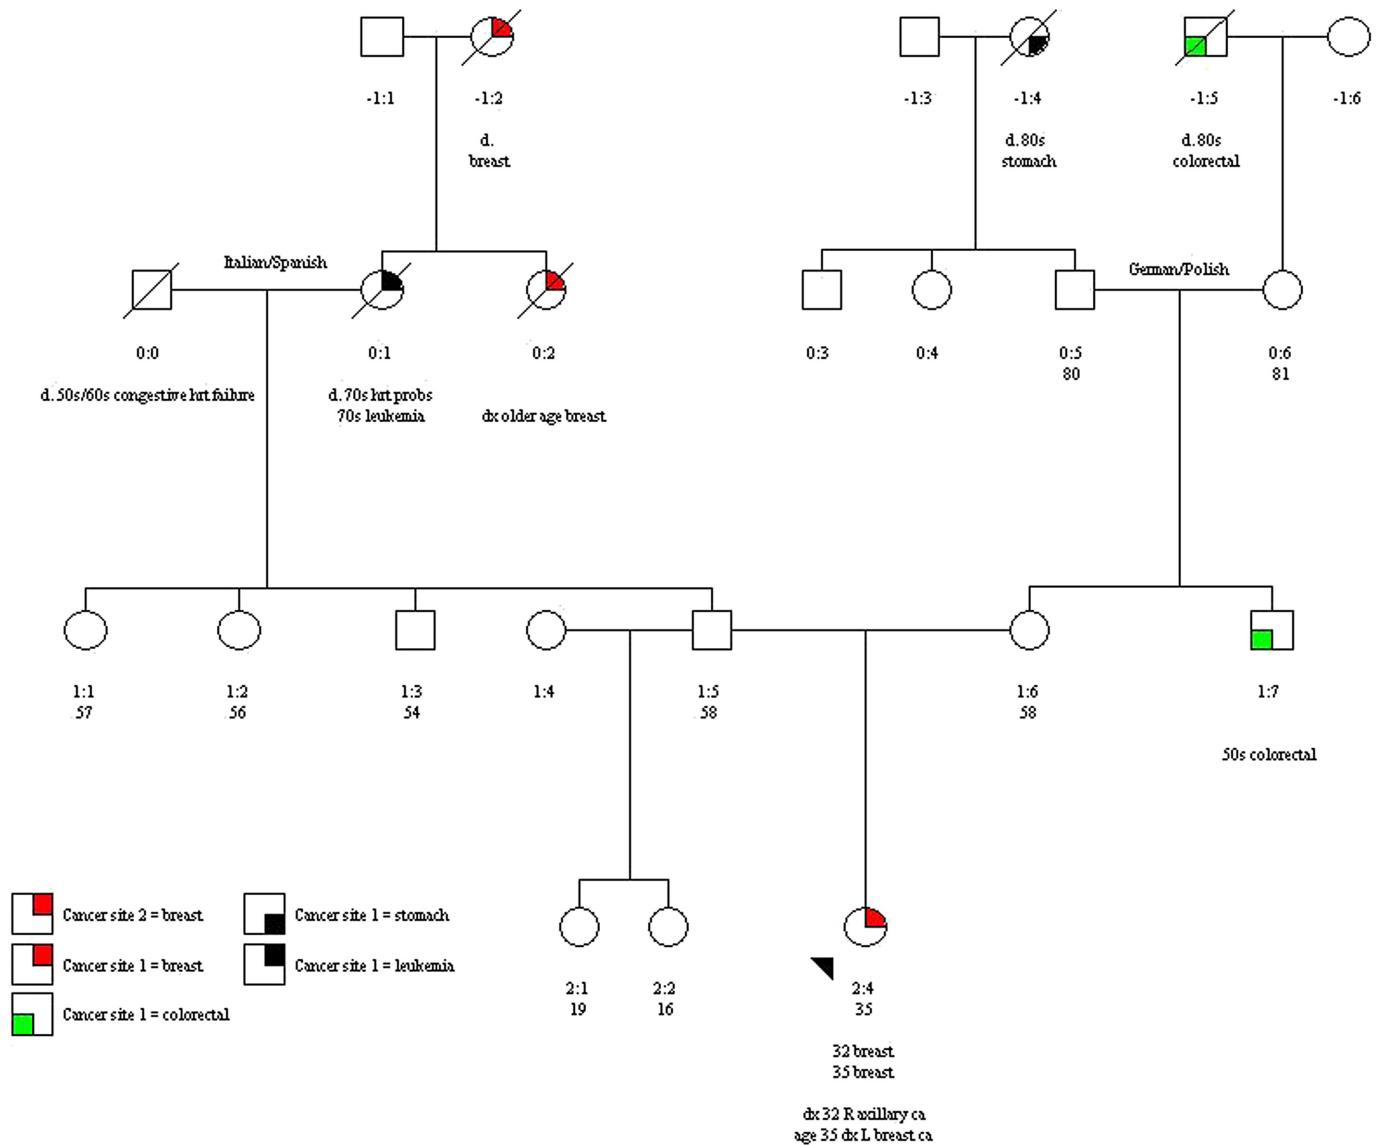 -1:1
-1:2
-1:3
-1:4
-1:5
-1:6
d.
breast
d. 80s
stomach
d. 80s
colorectal
Italian/Spanish
German/Polish
0:0
0:1
0:2
0:3
0:4
0:5
80
0:6
81
d. 50s/60s congestive hrt failure
d. 70s hrt probs
70s leukemia
dx older age breast
1:1
57
1:2
56
1:3
54
1:4
1:5
58
1:6
58
1:7
50s colorectal
Cancer site 2 = breast
Cancer site 1 = stomach
Cancer site 1 = breast
Cancer site 1 = leukemia
Cancer site 1 = colorectal
2:1
19
2:2
16
2:4
35
32 breast
35 breast
dx 32 R axillary ca
age 35 dx L breast ca